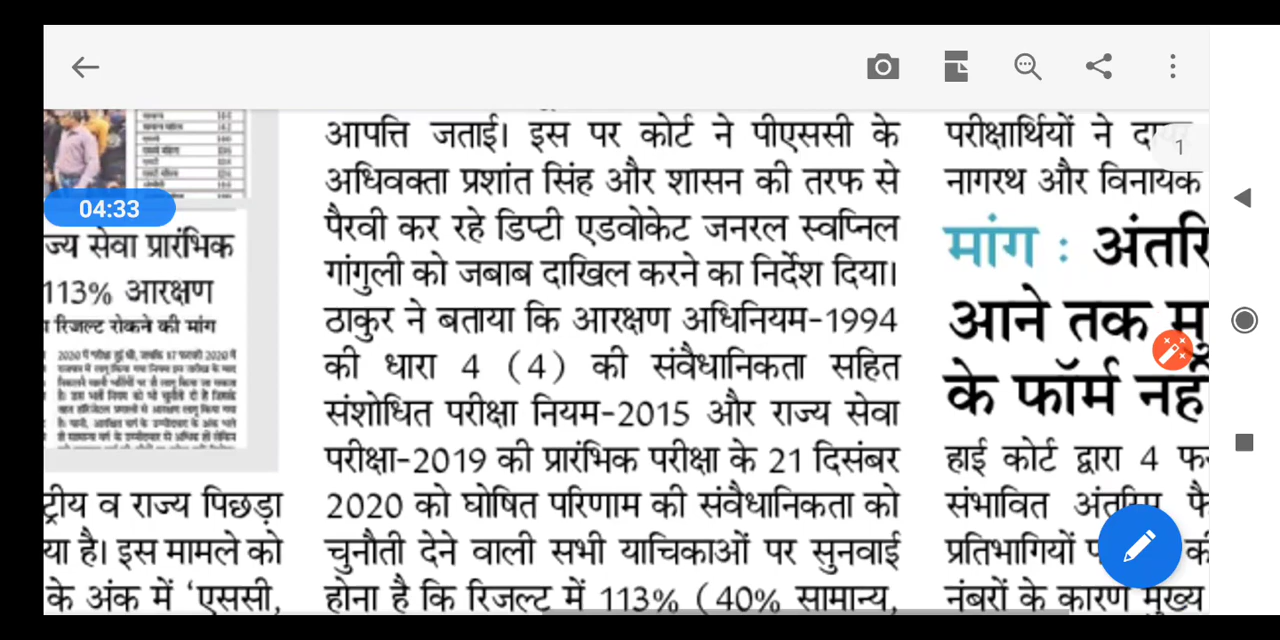 1
04:33
ज्य सेवा प्रारंभिक
113% आरक्षण
रिजल्ट रोकने की मांग
ट्रीय व राज्य पिछड़ा
या है। इस मामले को
के अंक में 'एससी,
आपत्ति जताई। इस पर कोर्ट ने पीएससी के
अधिवक्ता प्रशांत सिंह और शासन की तरफ से
पैरवी कर रहे डिप्टी एडवोकेट जनरल स्वप्निल
गांगुली को जबाब दाखिल करने का निर्देश दिया।
ठाकुर ने बताया कि आरक्षण अधिनियम-1994
की धारा 4 (4) की संवैधानिकता सहित
संशोधित परीक्षा नियम-2015 और राज्य सेवा
परीक्षा-2019 की प्रारंभिक परीक्षा के 21 दिसंबर
2020 को घोषित परिणाम की संवैधानिकता को
चुनौती देने वाली सभी याचिकाओं पर सुनवाई
होना है कि रिजल्ट में 113% (40% सामान्य,
परीक्षार्थियों ने
नागरथ और विनायक
मांग : अंतरि
आने तक मु
के फॉर्म नह
हाई कोर्ट द्वारा 4 फ
संभावित अंतरिम फै
प्रतिभागियों
नंबरों के कारण मुख्य